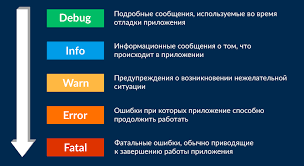 Debug
Подробные сообщения, используемые во время
отладки приложения
Info
Информационные сообщения о том, что
происходит в приложении
Warn
Предупреждения о возникновении нежелательной
ситуации
Error
Ошибки при которых приложение способно
продолжить работать
Fatal
Фатальные ошибки, обычно приводящие
к завершению работы приложения